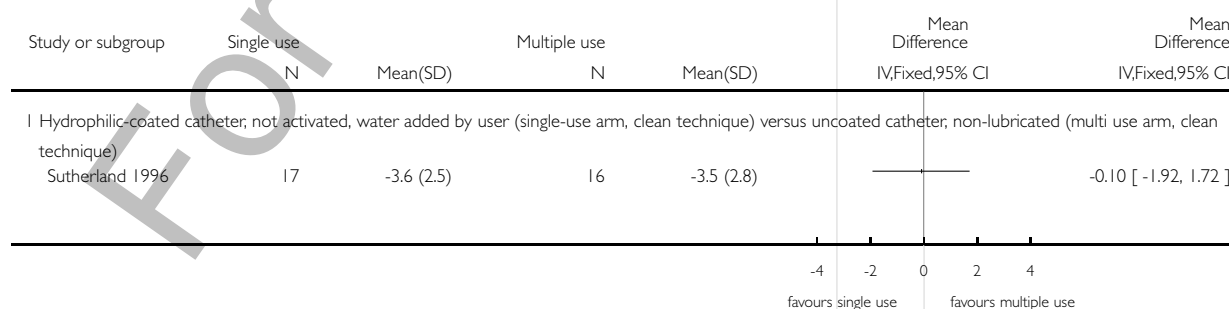 Study or subgroup Single use Multiple use Mean Difference Mean Difference
N Mean(SD) N Mean(SD) IV,Fixed,95% CI IV,Fixed,95% CI
1 Hydrophilic-coated catheter, not activated, water added by user (single-use arm, clean technique) versus uncoated catheter, non-lubricated (multi use arm, clean
technique)
Sutherland 1996 17 -3.6 (2.5) 16 -3.5 (2.8) -0.10 [ -1.92, 1.72 ]
-4 -2 0 2 4
favours single use favours multiple use
For